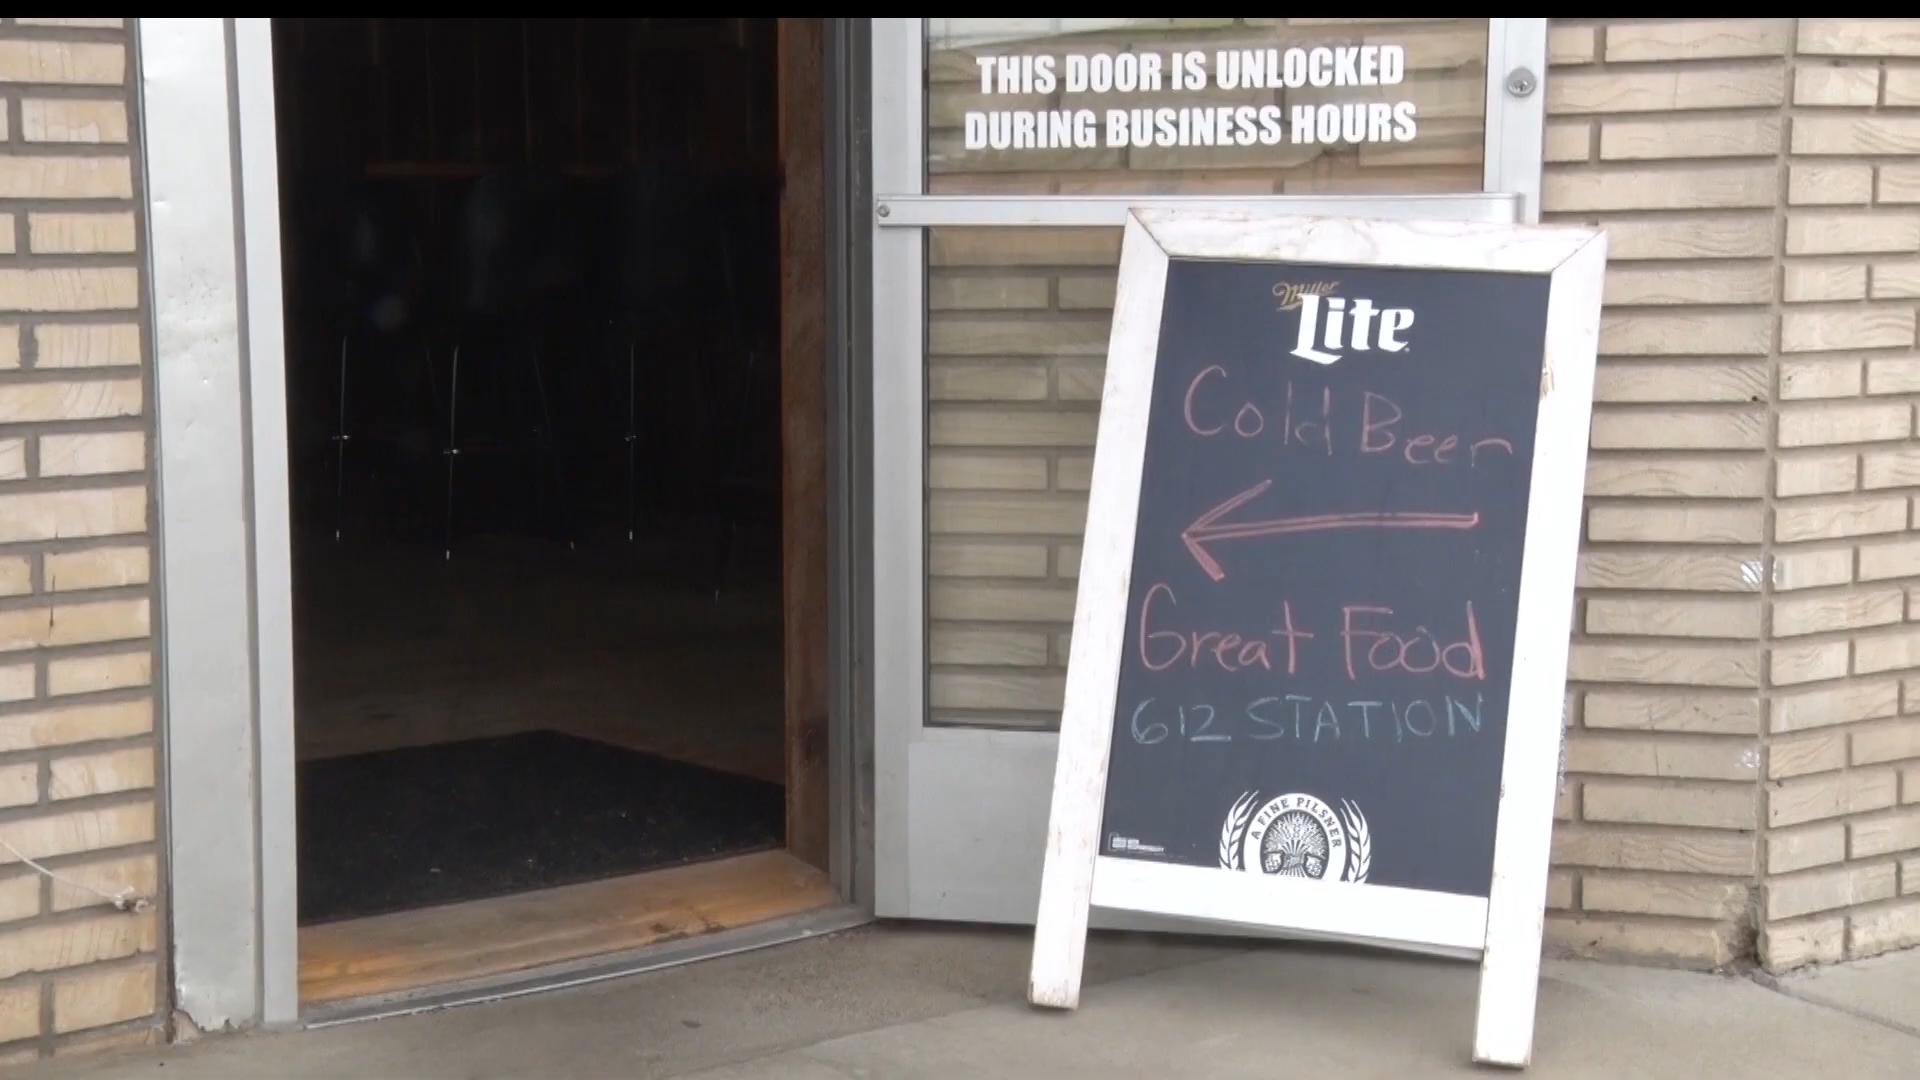 THIS DOOR IS UNLOCKED
DURING BUSINESS HOURS
Miller
Lite
Cold Beer
Great Food
612 STATION
A FINE PILSNER